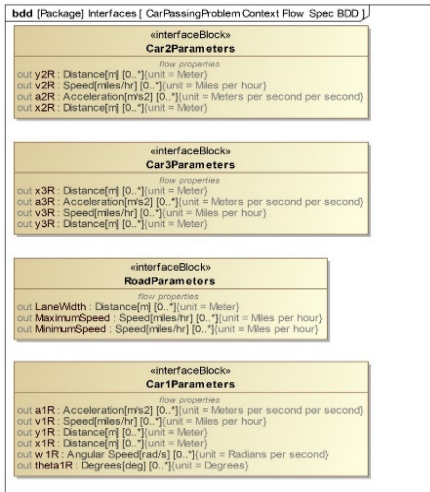 bdd [Package] Interfaces [ CarPassingProblem Context Flow Spec BDD ]
«interfaceBlock»
Car2Parameters
flow properties
out y2R : Distance[m] [0..*]{unit = Meter}
out v2R : Speed[miles/hr] [0..*]{unit = Miles per hour}
out a2R : Acceleration[m/s2] [0..*]{unit = Meters per second per second}
out x2R : Distance[m] [0..*]{unit = Meter}
«interfaceBlock»
Car3Parameters
flow properties
out x3R : Distance[m] [0..*]{unit = Meter}
out a3R : Acceleration[m/s2] [0..*]{unit = Meters per second per second}
out v3R : Speed[miles/hr] [0..*]{unit = Miles per hour}
out y3R : Distance[m] [0..*]{unit = Meter}
«interfaceBlock»
RoadParameters
flow properties
out LaneWidth : Distance[m] [0..*]{unit = Meter}
out MaximumSpeed : Speed[miles/hr] [0..*]{unit = Miles per hour}
out MinimumSpeed : Speed[miles/hr] [0..*]{unit = Miles per hour}
«interfaceBlock»
Car1Parameters
flow properties
out a1R : Acceleration[m/s2] [0..*]{unit = Meters per second per second}
out v1R : Speed[miles/hr] [0..*]{unit = Miles per hour}
out y1R : Distance[m] [0..*]{unit = Meter}
out x1R : Distance[m] [0..*]{unit = Meter}
out w1R : Angular Speed[rad/s] [0..*]{unit = Radians per second}
out theta1R : Degrees[deg] [0..*]{unit = Degrees}